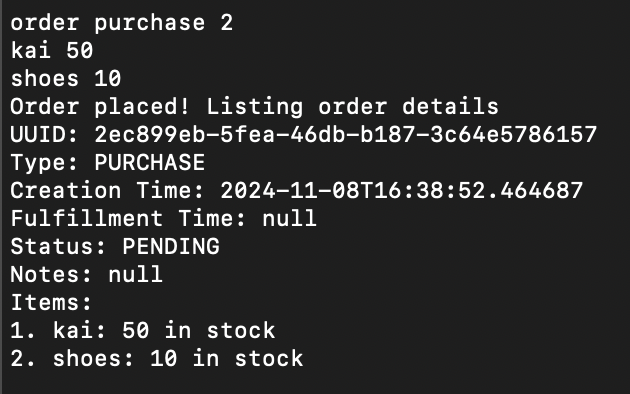 order purchase 2
kai 50
shoes 10
Order placed! Listing order details
UUID: 2ec899eb-5fea-46db-b187-3c64e5786157
Type: PURCHASE
Creation Time: 2024-11-08T16:38:52.464687
Fulfillment Time: null
Status: PENDING
Notes: null
Items:
1. kai: 50 in stock
2. shoes: 10 in stock